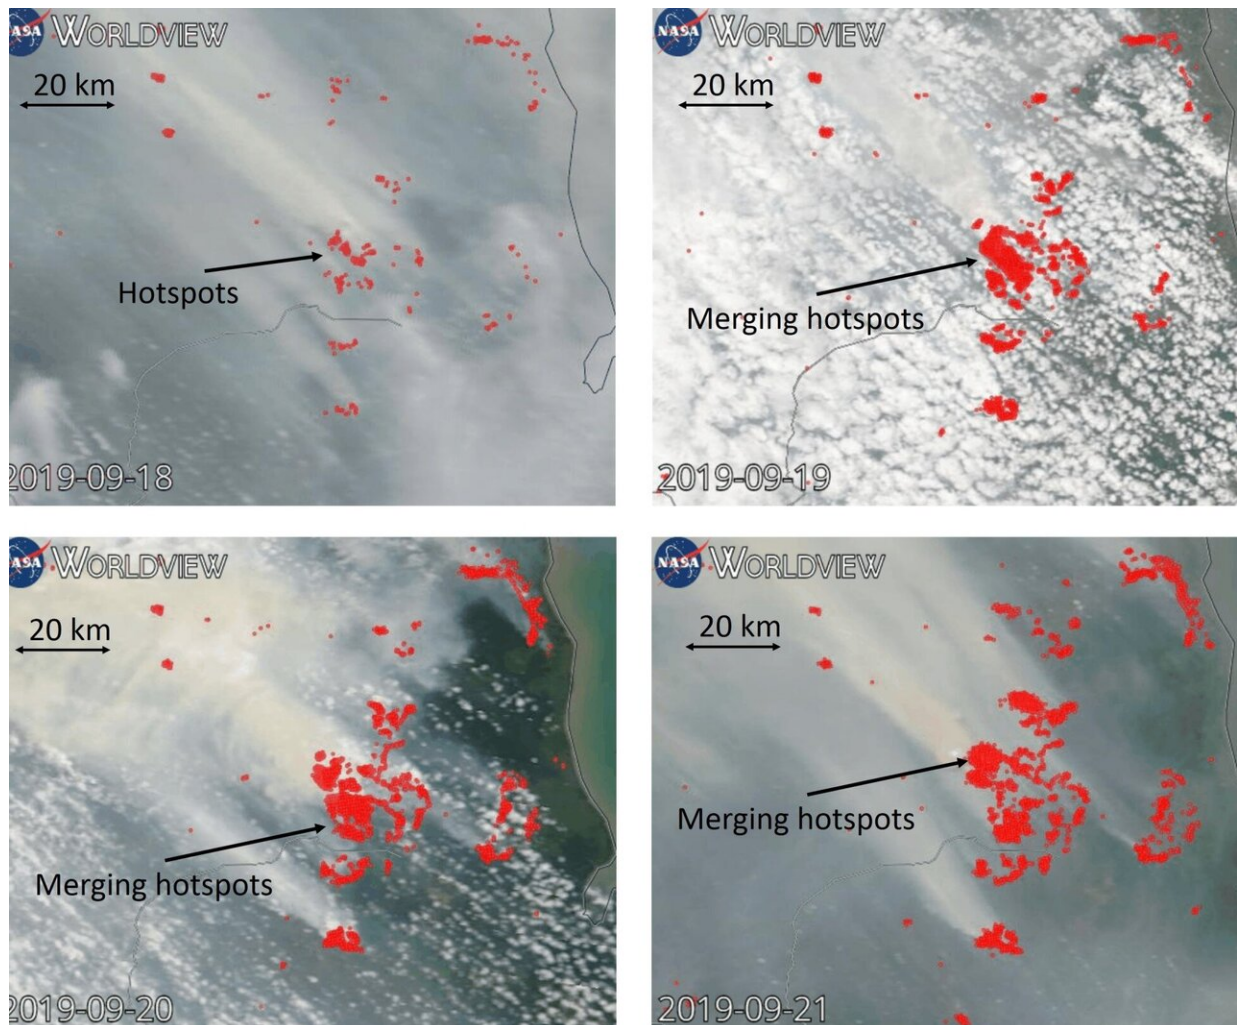 NASA WORLDVIEW
20 km
Hotspots
2019-09-18
NASA WORLDVIEW
20 km
Merging hotspots
2019-09-19
NASA WORLDVIEW
20 km
Merging hotspots
2019-09-20
NASA WORLDVIEW
20 km
Merging hotspots
2019-09-21